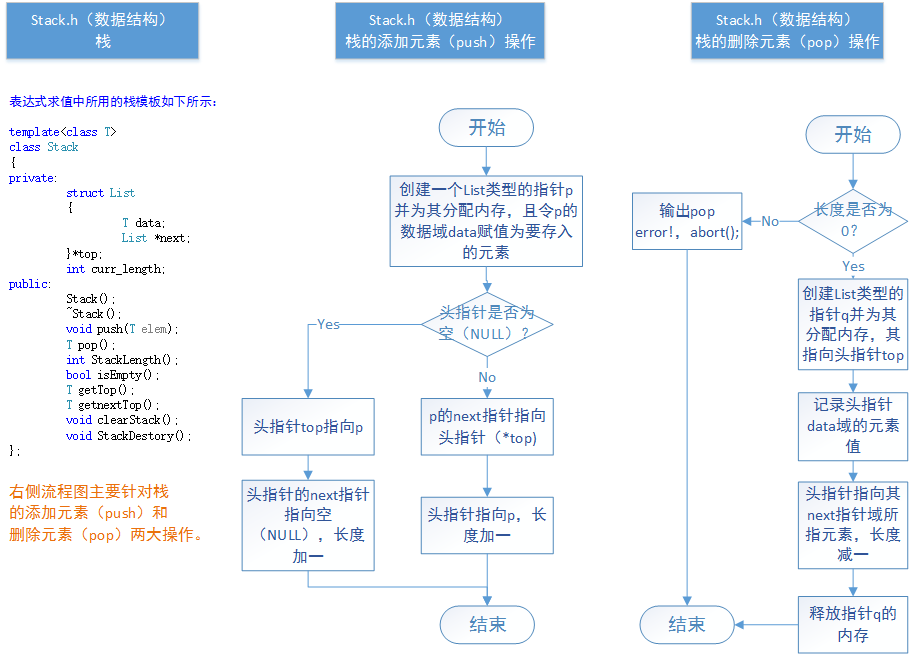 Stack.h（数据结构）
栈
表达式求值中所用的栈模板如下所示：
template<class T>
class Stack
{
private:
struct List
{
T data;
List *next;
}*top;
int curr_length;
public:
Stack();
~Stack();
void push(T elem);
T pop();
int StackLength();
bool isEmpty();
T getTop();
T getnextTop();
void clearStack();
void StackDestory();
};
右侧流程图主要针对栈
的添加元素（push）和
删除元素（pop）两大操作。
Stack.h（数据结构）
栈的添加元素（push）操作
开始
创建一个List类型的指针p
并为其分配内存，且令p的
数据域data赋值为要存入
的元素
头指针是否为
空（NULL）？
Yes
头指针top指向p
头指针的next指针
指向空
（NULL），长度
加一
No
p的next指针指向
头指针（*top)
头指针指向p，长
度加一
结束
Stack.h（数据结构）
栈的删除元素（pop）操作
开始
长度是否为
0？
No
输出pop
error!，abort();
Yes
创建List类型的
指针q并为其
分配内存，其
指向头指针top
记录头指针
data域的元素
值
头指针指向其
next指针域所
指元素，长度
减一
释放指针q的
内存
结束